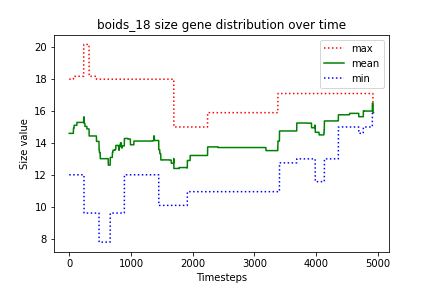 boids_18 size gene distribution over time
max
mean
min
Size value
20
18
16
14
12
10
8
0 1000 2000 3000 4000 5000
Timesteps